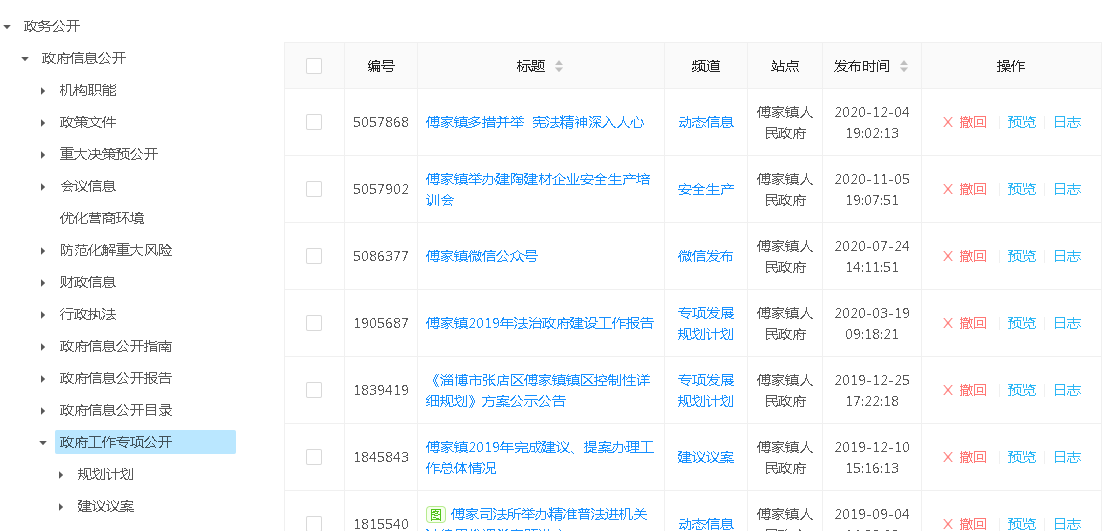 政务公开
政府信息公开
机构职能
政策文件
重大决策预公开
会议信息
优化营商环境
防范化解重大风险
财政信息
行政执法
政府信息公开指南
政府信息公开报告
政府信息公开目录
政府工作专项公开
规划计划
建议议案
编号 标题 频道 站点 发布时间 操作
5057868 傅家镇多措并举 宪法精神深入人心 动态信息 傅家镇人
民政府 2020-12-04
19:02:13 X 撤回 预览 日志
5057902 傅家镇举办建陶建材企业安全生产培
训会 安全生产 傅家镇人
民政府 2020-11-05
19:07:51 X 撤回 预览 日志
5086377 傅家镇微信公众号 微信发布 傅家镇人
民政府 2020-07-24
14:11:51 X 撤回 预览 日志
1905687 傅家镇2019年法治政府建设工作报告 专项发展
规划计划 傅家镇人
民政府 2020-03-19
09:18:21 X 撤回 预览 日志
1839419 《淄博市张店区傅家镇镇区控制性详
细规划》方案公示公告 专项发展
规划计划 傅家镇人
民政府 2019-12-25
17:22:18 X 撤回 预览 日志
1845843 傅家镇2019年完成建议、提案办理工
作总体情况 建议议案 傅家镇人
民政府 2019-12-10
15:16:13 X 撤回 预览 日志
1815540 图 傅家司法所举办精准普法进机关
动态信息 傅家镇人
民政府 2019-09-04
X 撤回 预览 日志